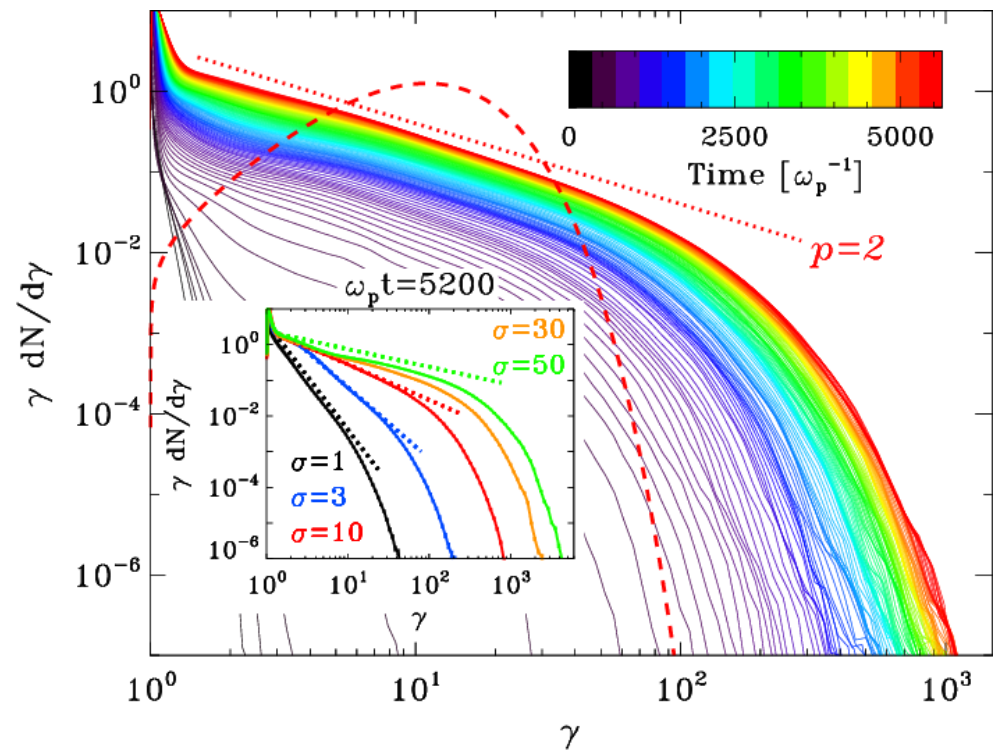 γ dN/dγ
10⁰
10⁻²
10⁻⁴
10⁻⁶
10⁰ 10¹ 10² 10³
γ
0 2500 5000
Time [ωₚ⁻¹]
p=2
ωₚt=5200
σ=30
σ=50
σ=1
σ=3
σ=10
γ dN/dγ
10⁰
10⁻²
10⁻⁴
10⁻⁶
10⁰ 10¹ 10² 10³
γ